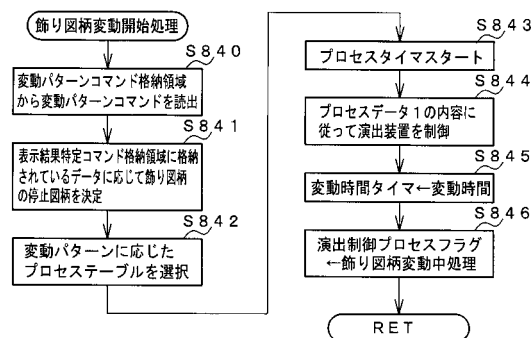 飾り図柄変動開始処理
S840
変動パターンコマンド格納領域
から変動パターンコマンドを読出
S841
表示結果特定コマンド格納領域に格納
されているデータに応じて飾り図柄
の停止図柄を決定
S842
変動パターンに応じた
プロセステーブルを選択
S843
プロセスタイマスタート
S844
プロセスデータ1の内容に
従って演出装置を制御
S845
変動時間タイマ←変動時間
S846
演出制御プロセスフラグ
←飾り図柄変動中処理
RET